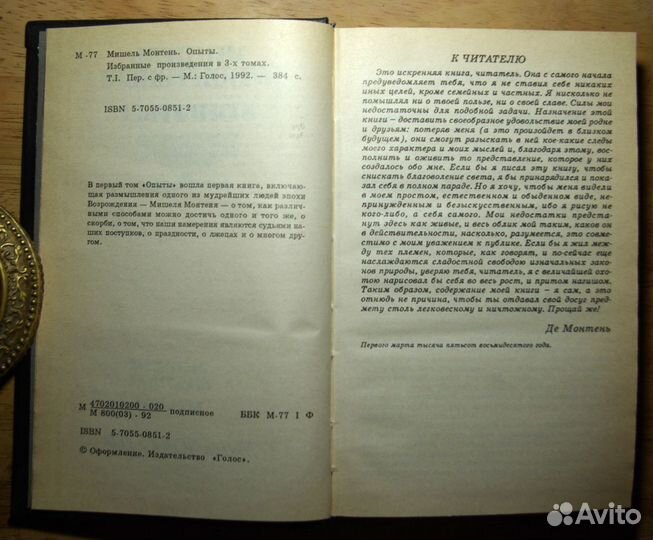 М -77 Мишель Монтень. Опыты.
Избранные произведения в 3-х томах.
Т.I. Пер. с фр. — М.: Голос, 1992. — 384 с.
ISBN 5-7055-0851-2
В первый том «Опыты» вошла первая книга, включаю-
щая размышления одного из мудрейших людей эпохи
Возрождения — Мишеля Монтеня — о том, как различ-
ными способами можно достичь одного и того же, о
скорби, о том, что наши намерения являются судьями наших
поступков, о праздности, о лжецах и о многом дру-
гом.
М 4702010200 - 020
М 800(03) - 92 подписное ББК М-77 I Ф
ISBN 5-7055-0851-2
© Оформление. Издательство «Голос».
К ЧИТАТЕЛЮ
Это искренняя книга, читатель. Она с самого начала
предуведомляет тебя, что я не ставил себе никаких
иных целей, кроме семейных и частных. Я нисколько не
помышлял ни о твоей пользе, ни о своей славе. Силы мои
недостаточны для подобной задачи. Назначение этой
книги – доставить своеобразное удовольствие моей родне
и друзьям: потеряв меня (а это произойдет в близком
будущем), они смогут разыскать в ней кое-какие следы
моего характера и моих мыслей и, благодаря этому, вос-
полнить и оживить то представление, которое у них
создалось обо мне. Если бы я писал эту книгу, чтобы
снискать благоволение света, я бы принарядился и пока-
зал себя в полном параде. Но я хочу, чтобы меня видели
в моем простом, естественном и обыденном виде, не-
принужденным и безыскусственным, ибо я рисую не
кого-либо, а себя самого. Мои недостатки предста-
нут здесь как живые, и весь облик мой таким, каков он
в действительности, насколько, разумеется, это совме-
стимо с моим уважением к публике. Если бы я жил меж-
ду тех племен, которые, как говорят, и по-сейчас еще
наслаждаются сладостной свободою изначальных зако-
нов природы, уверяю тебя, читатель, я с величайшей охо-
тою нарисовал бы себя во весь рост, и притом нагишом.
Таким образом, содержание моей книги – я сам, а это
отнюдь не причина, чтобы ты отдавал свой досуг пред-
мету столь легковесному и ничтожному. Прощай же!
Де Монтень
Первого марта тысяча пятьсот восьмидесятого года.
Avito